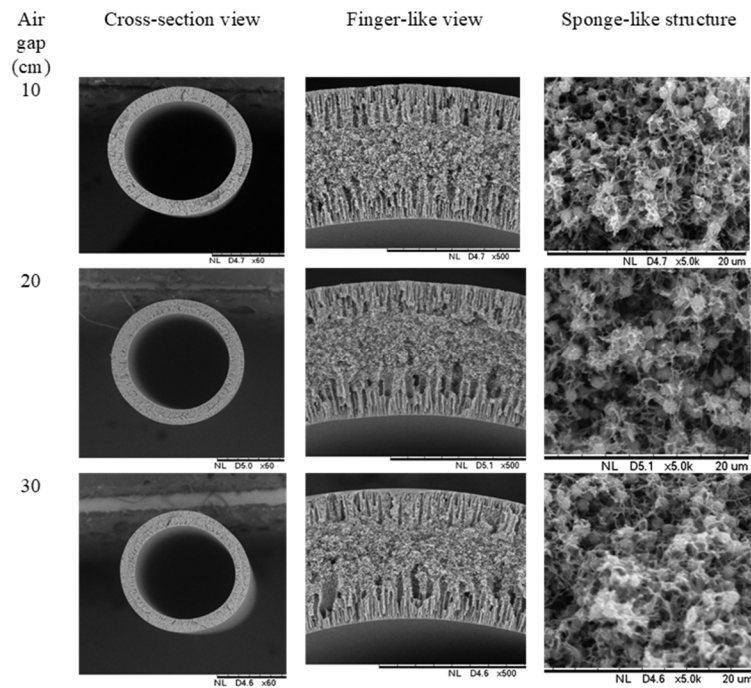 Air gap (cm) Cross-section view Finger-like view Sponge-like structure
10
NL D4.7 x60 NL D4.7 x500 NL D4.7 x5.0k 20 um
20
NL D5.0 x60 NL D5.1 x500 NL D5.1 x5.0k 20 um
30
NL D4.6 x60 NL D4.6 x500 NL D4.6 x5.0k 20 um